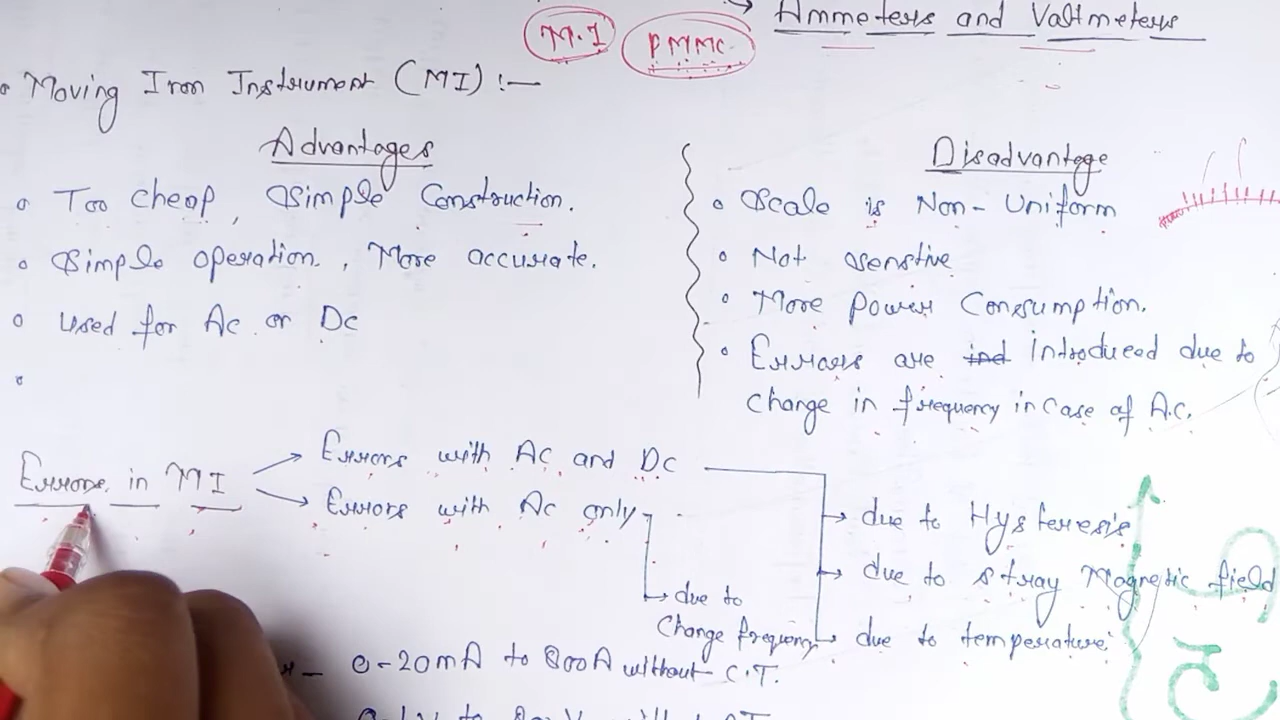 → Ammeters and Valtmeters
M.I PMMC
• Moving Iron Instrument (MI) :—
Advantages
• Too cheap, Simple Construction.
• Simple operation., More accurate.
• Used for Ac or Dc
Disadvantage
• Scale is Non-Uniform
• Not senstive
• More power Consumption.
• Errors are ind introduced due to
change in frequency in Case of A.C.
Errors in MI
→ Errors with Ac and Dc
→ Errors with Ac only
→ due to
Change frequency
→ due to Hysteresis
→ due to stray Magnetic field
→ due to temperature
0-20mA to 800A without C.T.